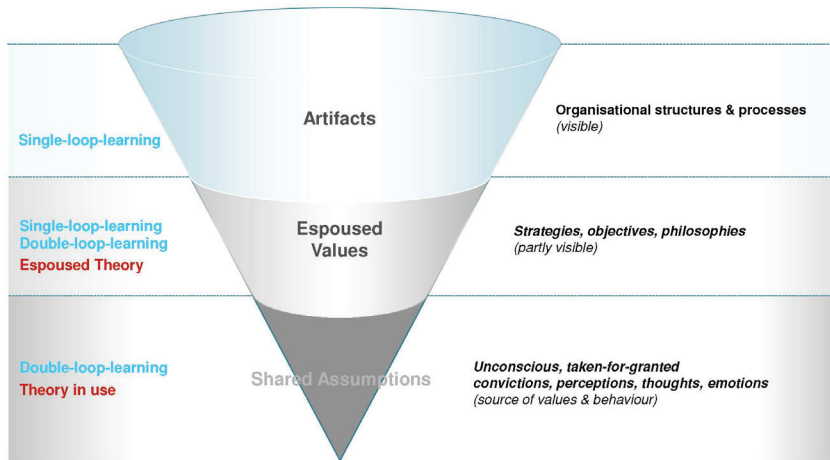 Artifacts
Organisational structures & processes
(visible)
Single-loop-learning
Single-loop-learning
Double-loop-learning
Espoused Theory
Espoused
Values
Strategies, objectives, philosophies
(partly visible)
Double-loop-learning
Theory in use
Shared Assumptions
Unconscious, taken-for-granted
convictions, perceptions, thoughts, emotions
(source of values & behaviour)